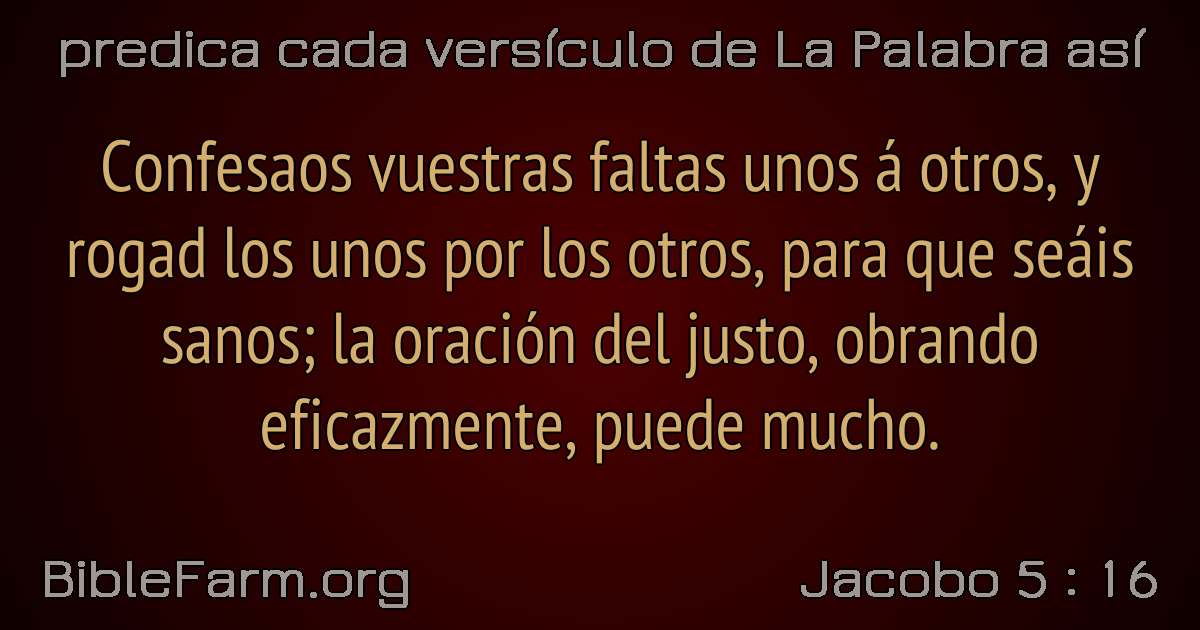 predica cada versículo de La Palabra así
Confesaos vuestras faltas unos á otros, y
rogad los unos por los otros, para que seáis
sanos; la oración del justo, obrando
eficazmente, puede mucho.
BibleFarm.org
Jacobo 5 : 16